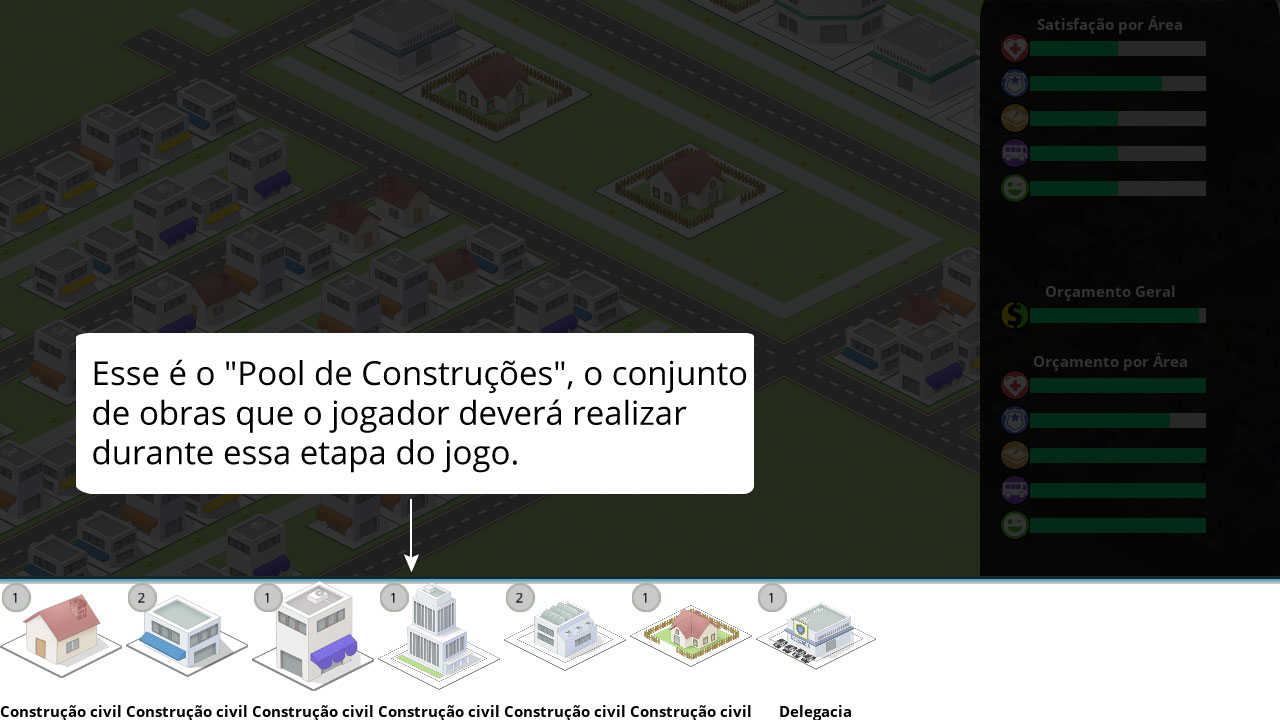 Satisfação por Área
Orçamento Geral
Orçamento por Área
Esse é o "Pool de Construções", o conjunto
de obras que o jogador deverá realizar
durante essa etapa do jogo.
1 2 1 1 2 1 1
Construção civil Construção civil Construção civil Construção civil Construção civil Construção civil Delegacia